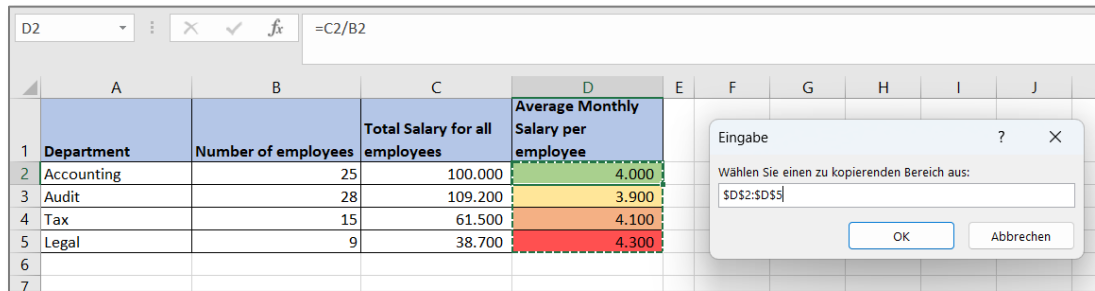 D2 fx =C2/B2
A B C D E F G H I J
Average Monthly
Total Salary for all Salary per
1 Department Number of employees employees employee
2 Accounting 25 100.000 4.000
3 Audit 28 109.200 3.900
4 Tax 15 61.500 4.100
5 Legal 9 38.700 4.300
6
7
Eingabe ? X
Wählen Sie einen zu kopierenden Bereich aus:
$D$2:$D$5
OK Abbrechen